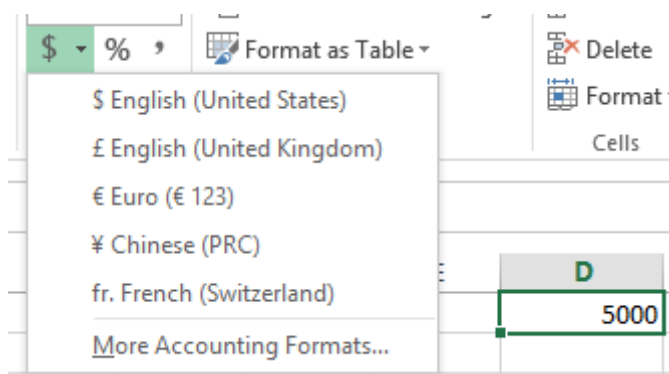 $ % , Format as Table
Delete
Format
Cells
$ English (United States)
£ English (United Kingdom)
€ Euro (€ 123)
¥ Chinese (PRC)
fr. French (Switzerland)
More Accounting Formats...
D
5000